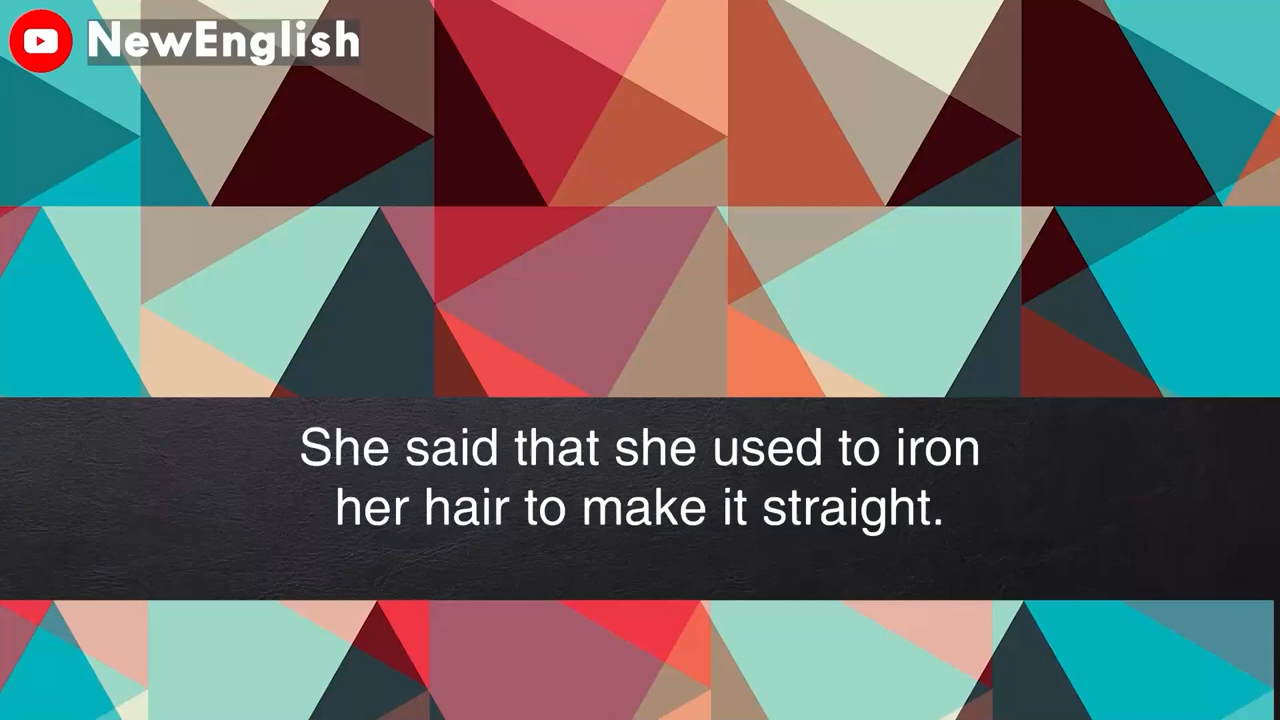 NewEnglish
She said that she used to iron
her hair to make it straight.